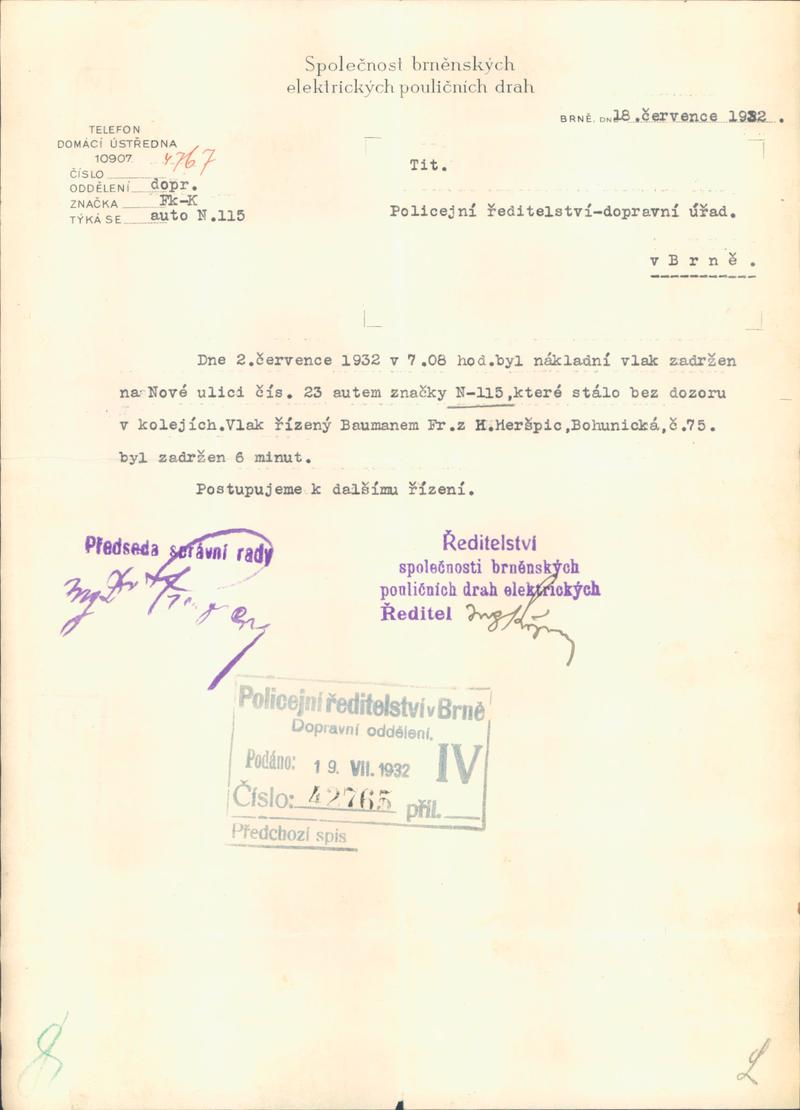 Společnost brněnských
elektrických pouličních drah
BRNĚ, DN 18.července 1932 .
TELEFON
DOMÁCÍ ÚSTŘEDNA
10907
4767
ČÍSLO
ODDĚLENÍ dopr.
ZNAČKA Fk-K
TÝKÁ SE auto N.115
Tit.
Policejní ředitelství-dopravní úřad.
v B r n ě .
Dne 2.července 1932 v 7.08 hod.byl nákladní vlak zadržen
na Nové ulici čís. 23 autem značky N-115,které stálo bez dozoru
v kolejích.Vlak řízený Baumanem Fr.z H.Heršpic,Bohunická,č.75.
byl zadržen 6 minut.
Postupujeme k dalšímu řízení.
Předseda správní rady
Ředitelství
společnosti brněnských
pouličních drah elektrických
Ředitel Ing
Policejní ředitelství v Brně
Dopravní oddělení.
Podáno: 19. VII. 1932 IV
Číslo: 42765 příl.
Předchozí spis